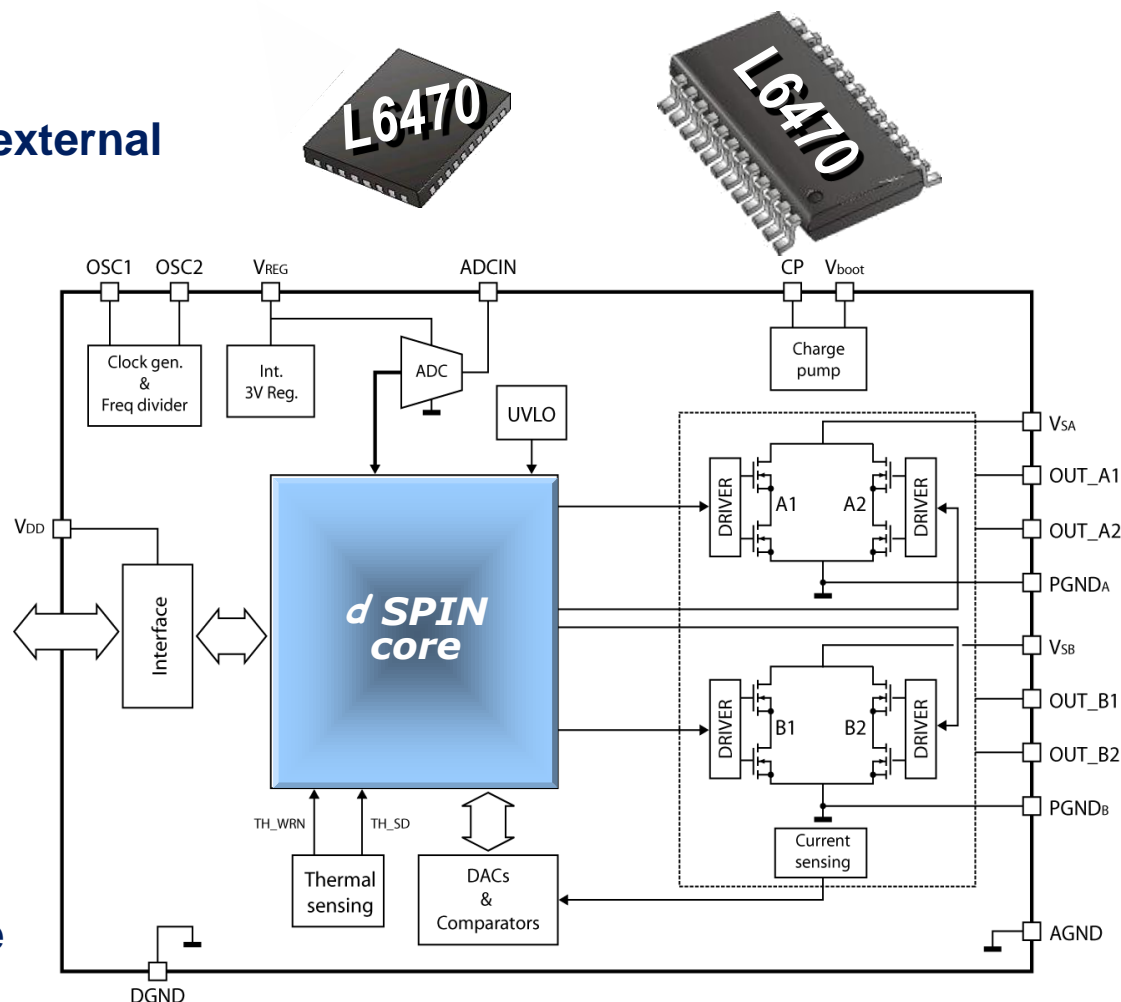 L6470
L6470
external
OSC1 OSC2 VREG ADCIN CP Vboot
Clock gen.
&
Freq divider
Int.
3V Reg.
ADC
Charge
pump
UVLO
VSA
DRIVER A1 A2 DRIVER
OUT_A1
OUT_A2
VDD
PGNDA
Interface
d SPIN
core
VSB
DRIVER B1 B2 DRIVER
OUT_B1
OUT_B2
PGNDB
TH_WRN TH_SD
Current
sensing
Thermal
sensing
DACs
&
Comparators
AGND
DGND